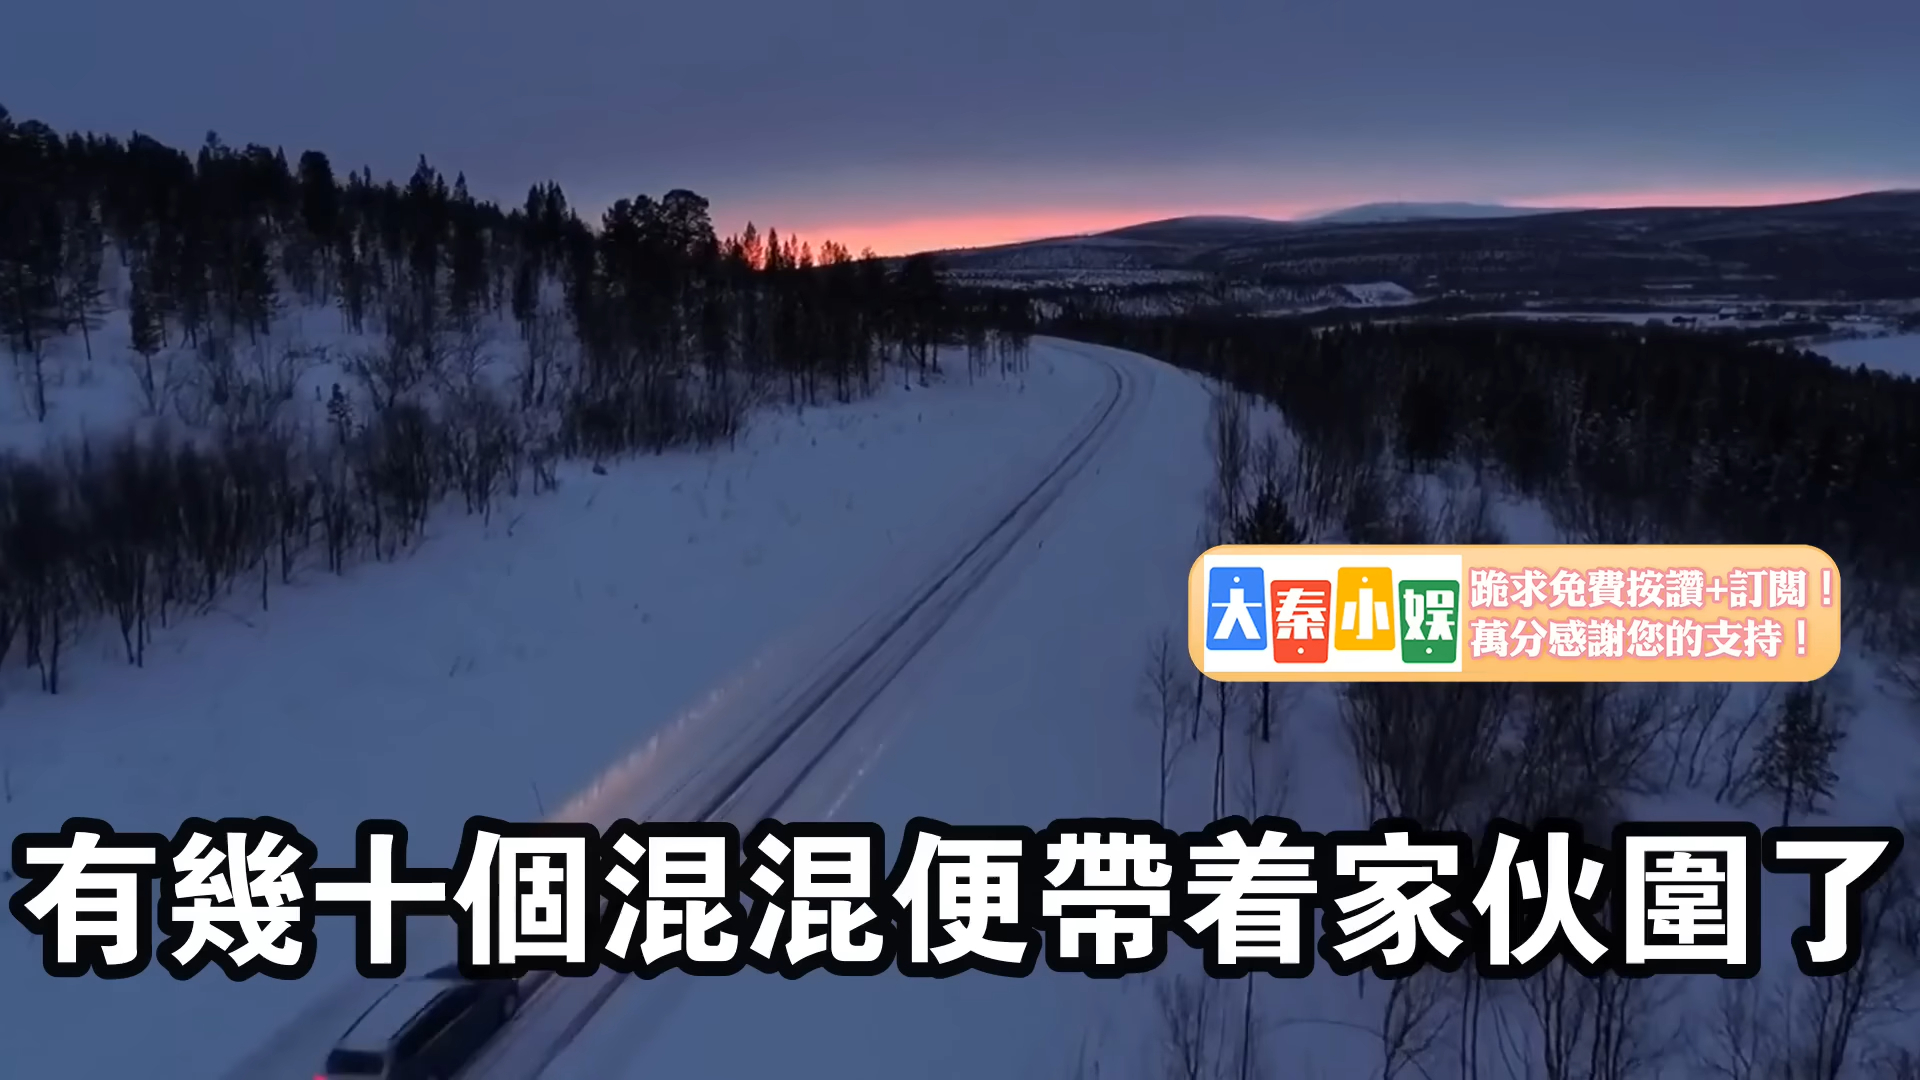 大秦小娱
跪求免費按讚+訂閱！
萬分感謝您的支持！
有幾十個混混便帶着家伙圍了